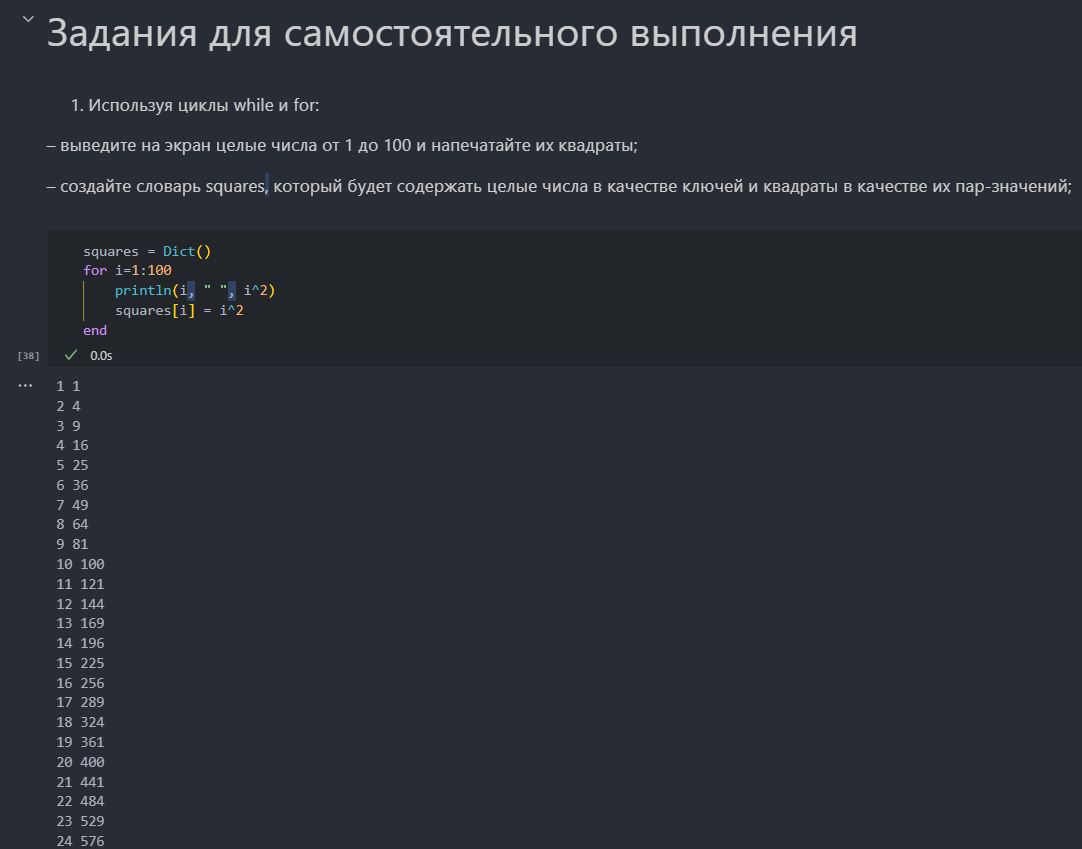 Задания для самостоятельного выполнения
1. Используя циклы while и for:
– выведите на экран целые числа от 1 до 100 и напечатайте их квадраты;
– создайте словарь squares, который будет содержать целые числа в качестве ключей и квадраты в качестве их пар-значений;
squares = Dict()
for i=1:100
println(i, " ", i^2)
squares[i] = i^2
end
[38] ✓ 0.0s
... 1 1
2 4
3 9
4 16
5 25
6 36
7 49
8 64
9 81
10 100
11 121
12 144
13 169
14 196
15 225
16 256
17 289
18 324
19 361
20 400
21 441
22 484
23 529
24 576